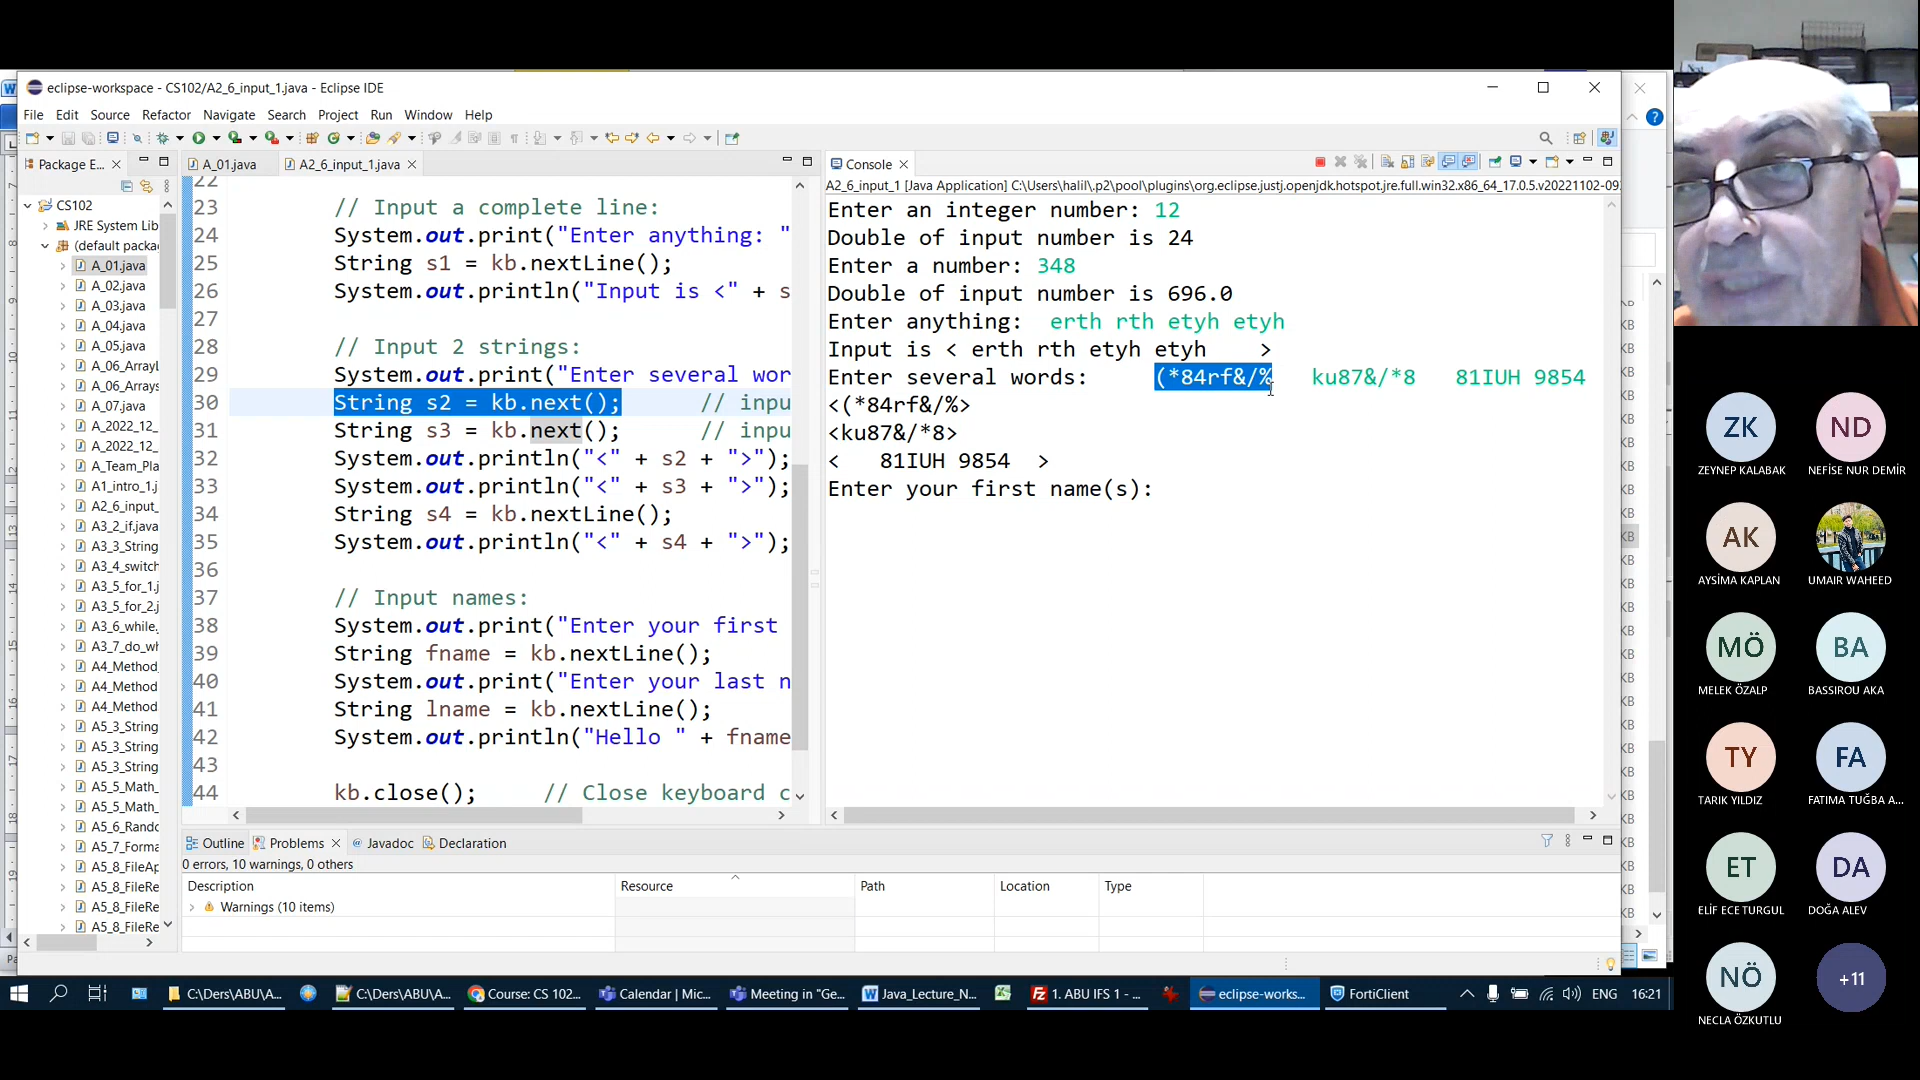 eclipse-workspace - CS102/A2_6_input_1.java - Eclipse IDE
File Edit Source Refactor Navigate Search Project Run Window Help
Package E...
A_01.java
A2_6_input_1.java
Console
A2_6_input_1 [Java Application] C:\Users\halil\.p2\pool\plugins\org.eclipse.justj.openjdk.hotspot.jre.full.win32.x86_64_17.0.5.v20221102-09
CS102
JRE System Lib
(default packa
A_01.java
A_02.java
A_03.java
A_04.java
A_05.java
A_06_ArrayL
A_06_Arrays
A_07.java
A_2022_12_
A_2022_12_
A_Team_Pla
A1_intro_1.j
A2_6_input_
A3_2_if.java
A3_3_String
A3_4_switch
A3_5_for_1.j
A3_5_for_2.j
A3_6_while.
A3_7_do_wh
A4_Method_
A4_Method
A4_Method
A5_3_String
A5_3_String
A5_3_String
A5_5_Math_
A5_5_Math_
A5_6_Rando
A5_7_Forma
A5_8_FileAp
A5_8_FileRe
A5_8_FileRe
A5_8_FileRe
22
23 // Input a complete line:
24 System.out.print("Enter anything: "
25 String s1 = kb.nextLine();
26 System.out.println("Input is <" + s
27
28 // Input 2 strings:
29 System.out.print("Enter several wor
30 String s2 = kb.next(); // inpu
31 String s3 = kb.next(); // inpu
32 System.out.println("<" + s2 + ">");
33 System.out.println("<" + s3 + ">");
34 String s4 = kb.nextLine();
35 System.out.println("<" + s4 + ">");
36
37 // Input names:
38 System.out.print("Enter your first
39 String fname = kb.nextLine();
40 System.out.print("Enter your last n
41 String lname = kb.nextLine();
42 System.out.println("Hello " + fname
43
44 kb.close(); // Close keyboard c
Enter an integer number: 12
Double of input number is 24
Enter a number: 348
Double of input number is 696.0
Enter anything:  erth rth etyh etyh
Input is < erth rth etyh etyh    >
Enter several words:     (*84rf&/%   ku87&/*8   81IUH 9854
<(*84rf&/%>
<ku87&/*8>
<   81IUH 9854  >
Enter your first name(s):
Outline Problems @ Javadoc Declaration
0 errors, 10 warnings, 0 others
Description Resource Path Location Type
Warnings (10 items)
C:\Ders\ABU\A...
C:\Ders\ABU\A...
Course: CS 102...
Calendar | Mic...
Meeting in "Ge...
Java_Lecture_N...
1. ABU IFS 1 - ...
eclipse-works...
FortiClient
ENG 16:21
ZK
ZEYNEP KALABAK
ND
NEFİSE NUR DEMİR
AK
AYSİMA KAPLAN
UMAIR WAHEED
MÖ
MELEK ÖZALP
BA
BASSIROU AKA
TY
TARIK YILDIZ
FA
FATIMA TUĞBA A...
ET
ELİF ECE TURGUL
DA
DOĞA ALEV
NÖ
NECLA ÖZKUTLU
+11